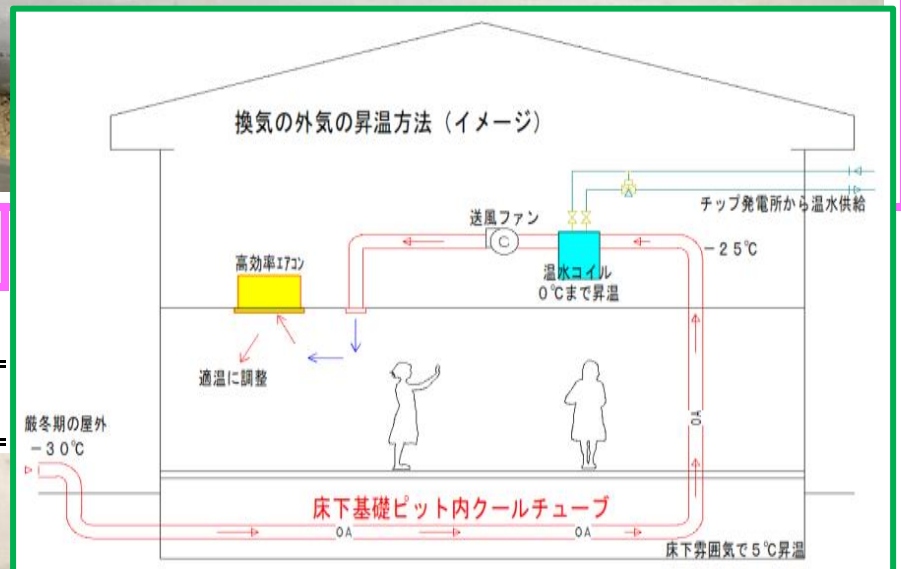 換気の外気の昇温方法（イメージ）
チップ発電所から温水供給
送風ファン
－２５℃
高効率ｴｱｺﾝ
温水コイル
０℃まで昇温
適温に調整
厳冬期の屋外
－３０℃
OA
床下基礎ピット内クールチューブ
OA
OA
床下雰囲気で５℃昇温